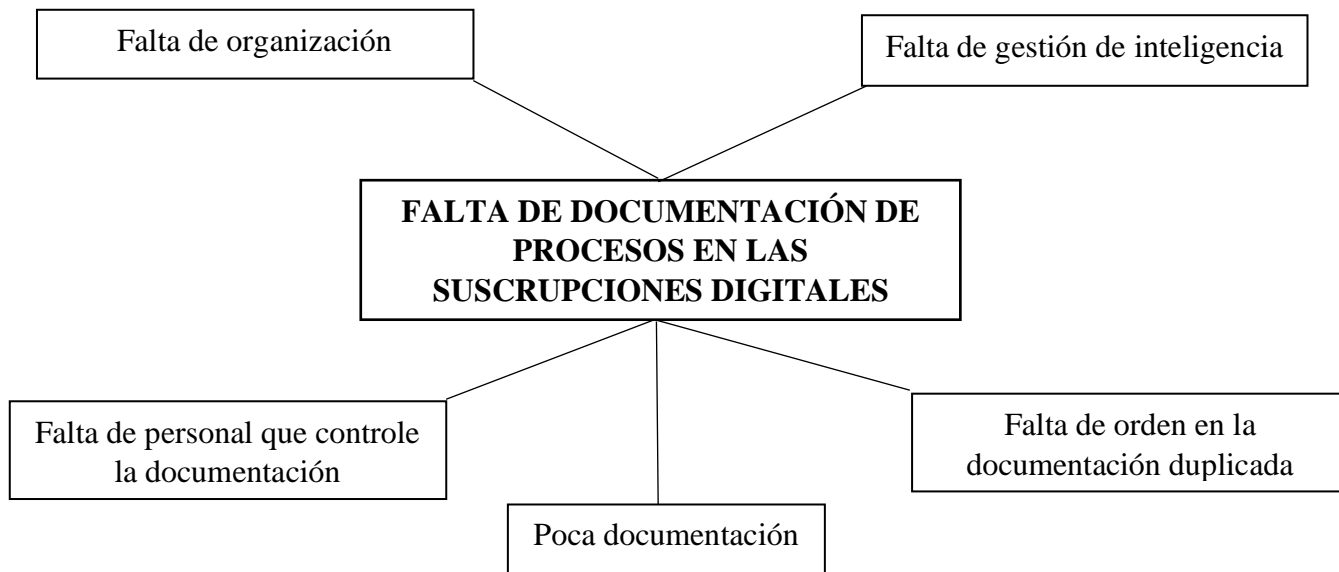 Falta de organización
Falta de gestión de inteligencia
FALTA DE DOCUMENTACIÓN DE
PROCESOS EN LAS
SUSCRUPCIONES DIGITALES
Falta de personal que controle
la documentación
Poca documentación
Falta de orden en la
documentación duplicada